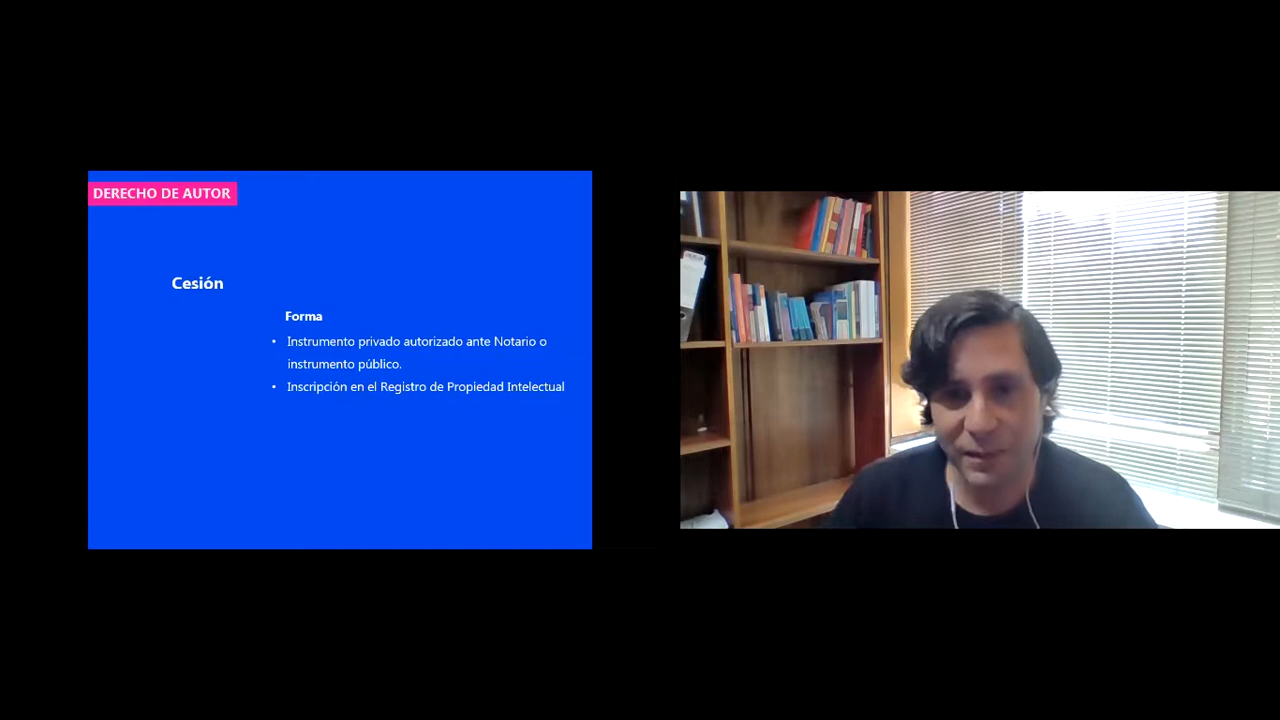 DERECHO DE AUTOR
Cesión
Forma
• Instrumento privado autorizado ante Notario o
instrumento público.
• Inscripción en el Registro de Propiedad Intelectual